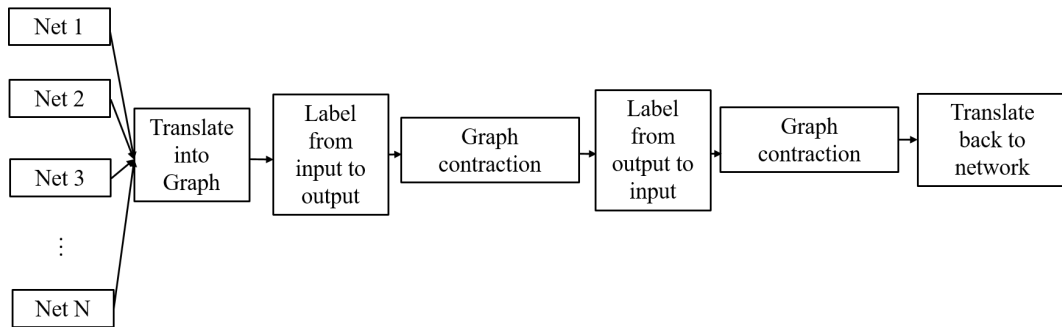 Net 1
Net 2
Net 3
⋮
Net N
Translate
into
Graph
Label
from
input to
output
Graph
contraction
Label
from
output to
input
Graph
contraction
Translate
back to
network